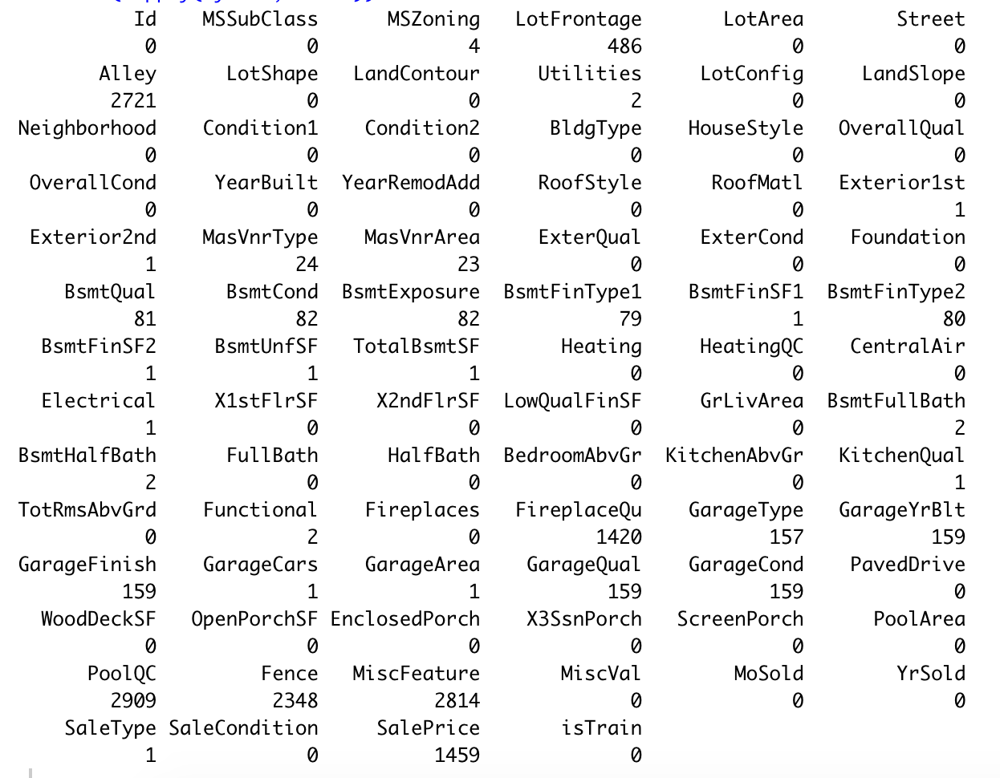 Id MSSubClass MSZoning LotFrontage LotArea Street
0 0 4 486 0 0
Alley LotShape LandContour Utilities LotConfig LandSlope
2721 0 0 2 0 0
Neighborhood Condition1 Condition2 BldgType HouseStyle OverallQual
0 0 0 0 0 0
OverallCond YearBuilt YearRemodAdd RoofStyle RoofMatl Exterior1st
0 0 0 0 0 1
Exterior2nd MasVnrType MasVnrArea ExterQual ExterCond Foundation
1 24 23 0 0 0
BsmtQual BsmtCond BsmtExposure BsmtFinType1 BsmtFinSF1 BsmtFinType2
81 82 82 79 1 80
BsmtFinSF2 BsmtUnfSF TotalBsmtSF Heating HeatingQC CentralAir
1 1 1 0 0 0
Electrical X1stFlrSF X2ndFlrSF LowQualFinSF GrLivArea BsmtFullBath
1 0 0 0 0 2
BsmtHalfBath FullBath HalfBath BedroomAbvGr KitchenAbvGr KitchenQual
2 0 0 0 0 1
TotRmsAbvGrd Functional Fireplaces FireplaceQu GarageType GarageYrBlt
0 2 0 1420 157 159
GarageFinish GarageCars GarageArea GarageQual GarageCond PavedDrive
159 1 1 159 159 0
WoodDeckSF OpenPorchSF EnclosedPorch X3SsnPorch ScreenPorch PoolArea
0 0 0 0 0 0
PoolQC Fence MiscFeature MiscVal MoSold YrSold
2909 2348 2814 0 0 0
SaleType SaleCondition SalePrice isTrain
1 0 1459 0